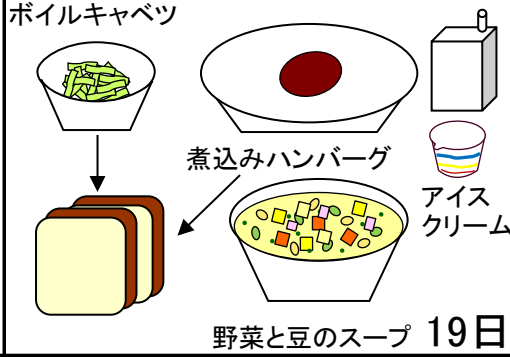 ボイルキャベツ
煮込みハンバーグ
アイス
クリーム
野菜と豆のスープ 19日